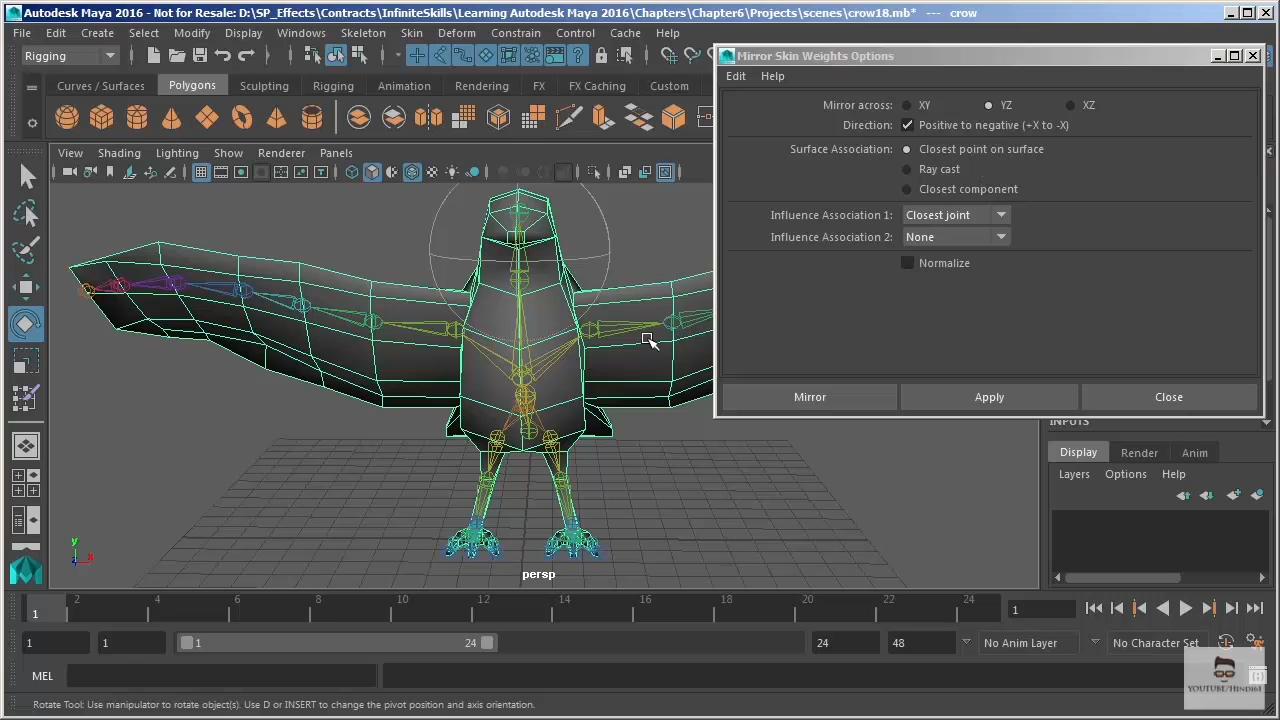 Autodesk Maya 2016 - Not for Resale: D:\SP_Effects\Contracts\InfiniteSkills\Learning Autodesk Maya 2016\Chapters\Chapter6\Projects\scenes\crow18.mb* --- crow
File Edit Create Select Modify Display Windows Skeleton Skin Deform Constrain Control Cache Help
Rigging
Mirror Skin Weights Options
Edit Help
Curves / Surfaces Polygons Sculpting Rigging Animation Rendering FX FX Caching Custom
Mirror across: XY YZ XZ
Direction: Positive to negative (+X to -X)
Surface Association: Closest point on surface
Ray cast
Closest component
Influence Association 1: Closest joint
Influence Association 2: None
Normalize
Mirror Apply Close
View Shading Lighting Show Renderer Panels
INPUTS
Display Render Anim
Layers Options Help
y
x
z
persp
1 2 4 6 8 10 12 14 16 18 20 22 24 1
1 1 1 24 24 48 No Anim Layer No Character Set
MEL
YOUTUBE/Hindi61
Rotate Tool: Use manipulator to rotate object(s). Use D or INSERT to change the pivot position and axis orientation.